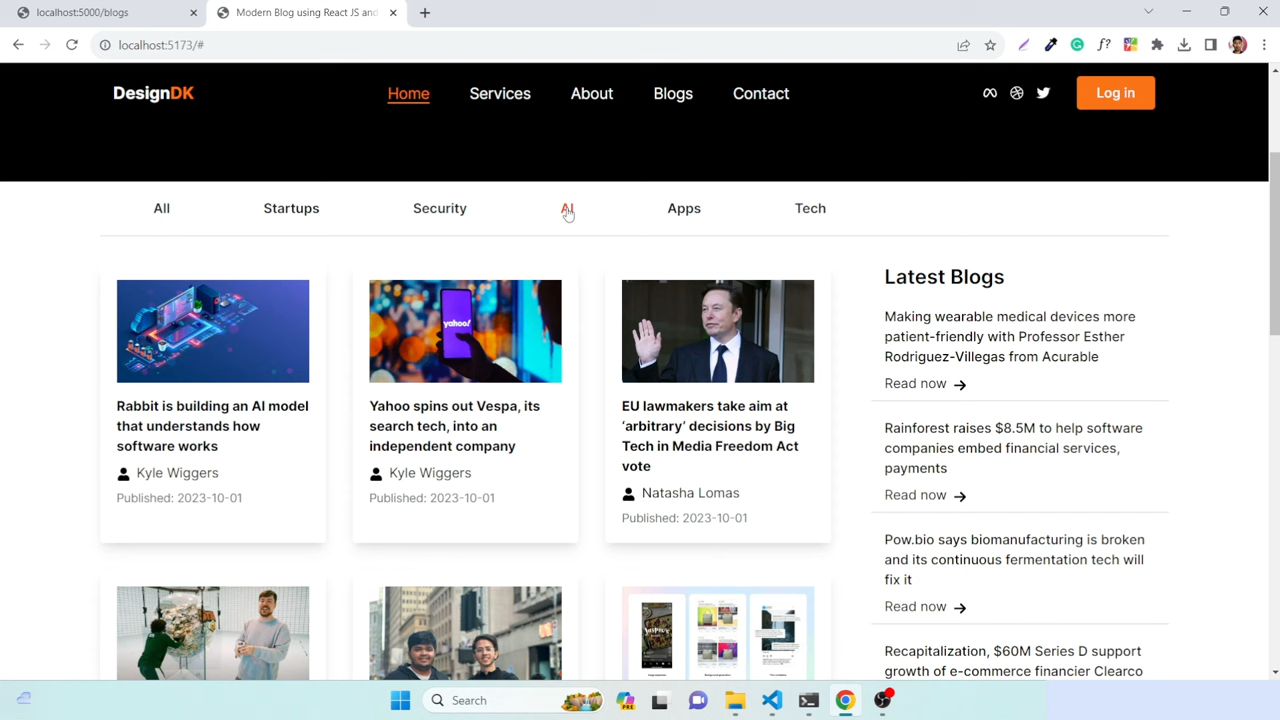 localhost:5000/blogs
Modern Blog using React JS and
localhost:5173/#
DesignDK
Home
Services
About
Blogs
Contact
Log in
All
Startups
Security
AI
Apps
Tech
yahoo!
Rabbit is building an AI model
that understands how
software works
Kyle Wiggers
Published: 2023-10-01
Yahoo spins out Vespa, its
search tech, into an
independent company
Kyle Wiggers
Published: 2023-10-01
EU lawmakers take aim at
‘arbitrary’ decisions by Big
Tech in Media Freedom Act
vote
Natasha Lomas
Published: 2023-10-01
Latest Blogs
Making wearable medical devices more
patient-friendly with Professor Esther
Rodriguez-Villegas from Acurable
Read now
Rainforest raises $8.5M to help software
companies embed financial services,
payments
Read now
Pow.bio says biomanufacturing is broken
and its continuous fermentation tech will
fix it
Read now
Recapitalization, $60M Series D support
growth of e-commerce financier Clearco
Search
PRE